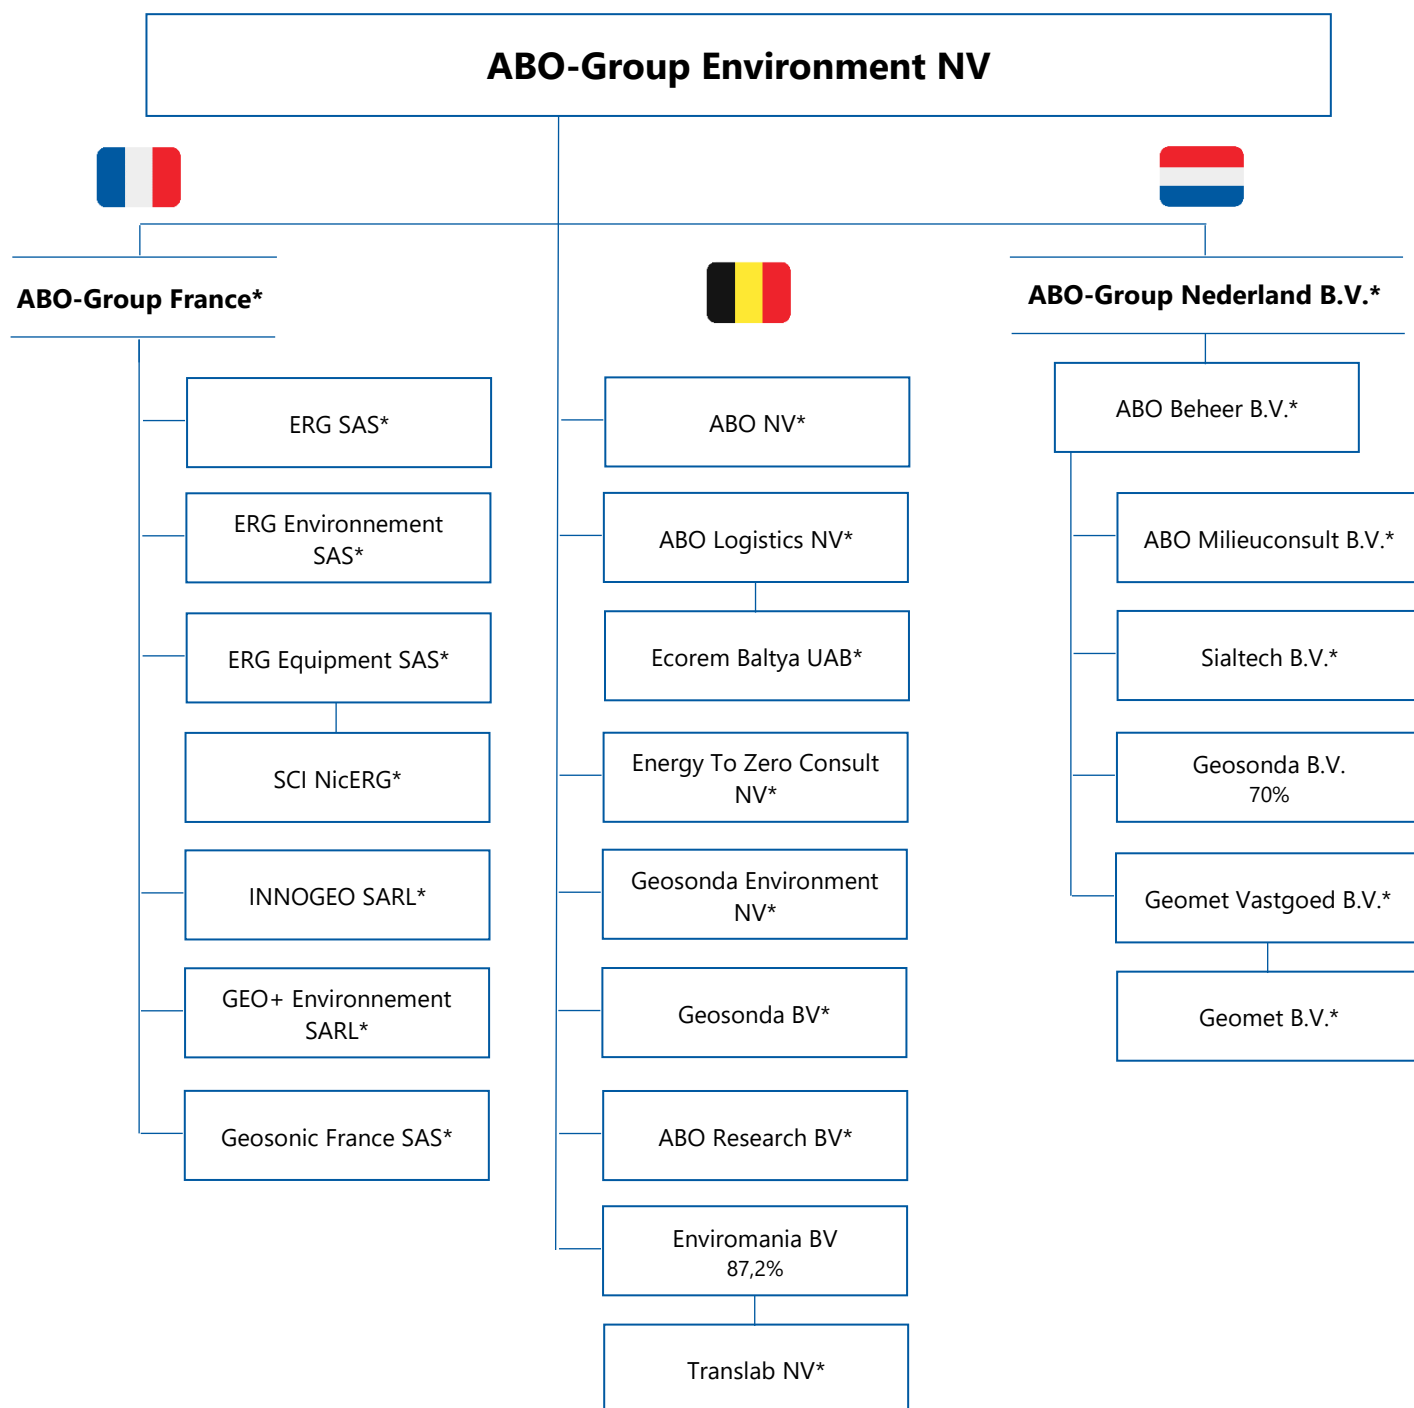 ABO-Group Environment NV
ABO-Group France*
ERG SAS*
ERG Environnement
SAS*
ERG Equipment SAS*
SCI NicERG*
INNOGEO SARL*
GEO+ Environnement
SARL*
Geosonic France SAS*
ABO NV*
ABO Logistics NV*
Ecorem Baltya UAB*
Energy To Zero Consult
NV*
Geosonda Environment
NV*
Geosonda BV*
ABO Research BV*
Enviromania BV
87,2%
Translab NV*
ABO-Group Nederland B.V.*
ABO Beheer B.V.*
ABO Milieuconsult B.V.*
Sialtech B.V.*
Geosonda B.V.
70%
Geomet Vastgoed B.V.*
Geomet B.V.*